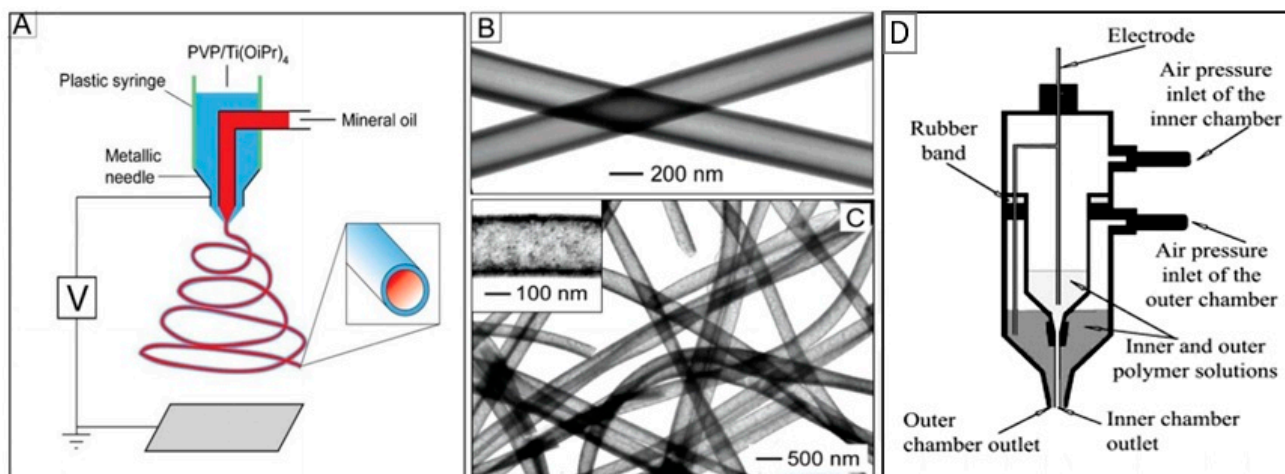 A
PVP/Ti(OiPr)4
Plastic syringe
Mineral oil
Metallic
needle
V
B
200 nm
C
100 nm
500 nm
D
Electrode
Air pressure
inlet of the
inner chamber
Rubber
band
Air pressure
inlet of the
outer chamber
Inner and outer
polymer solutions
Outer
chamber outlet
Inner chamber
outlet